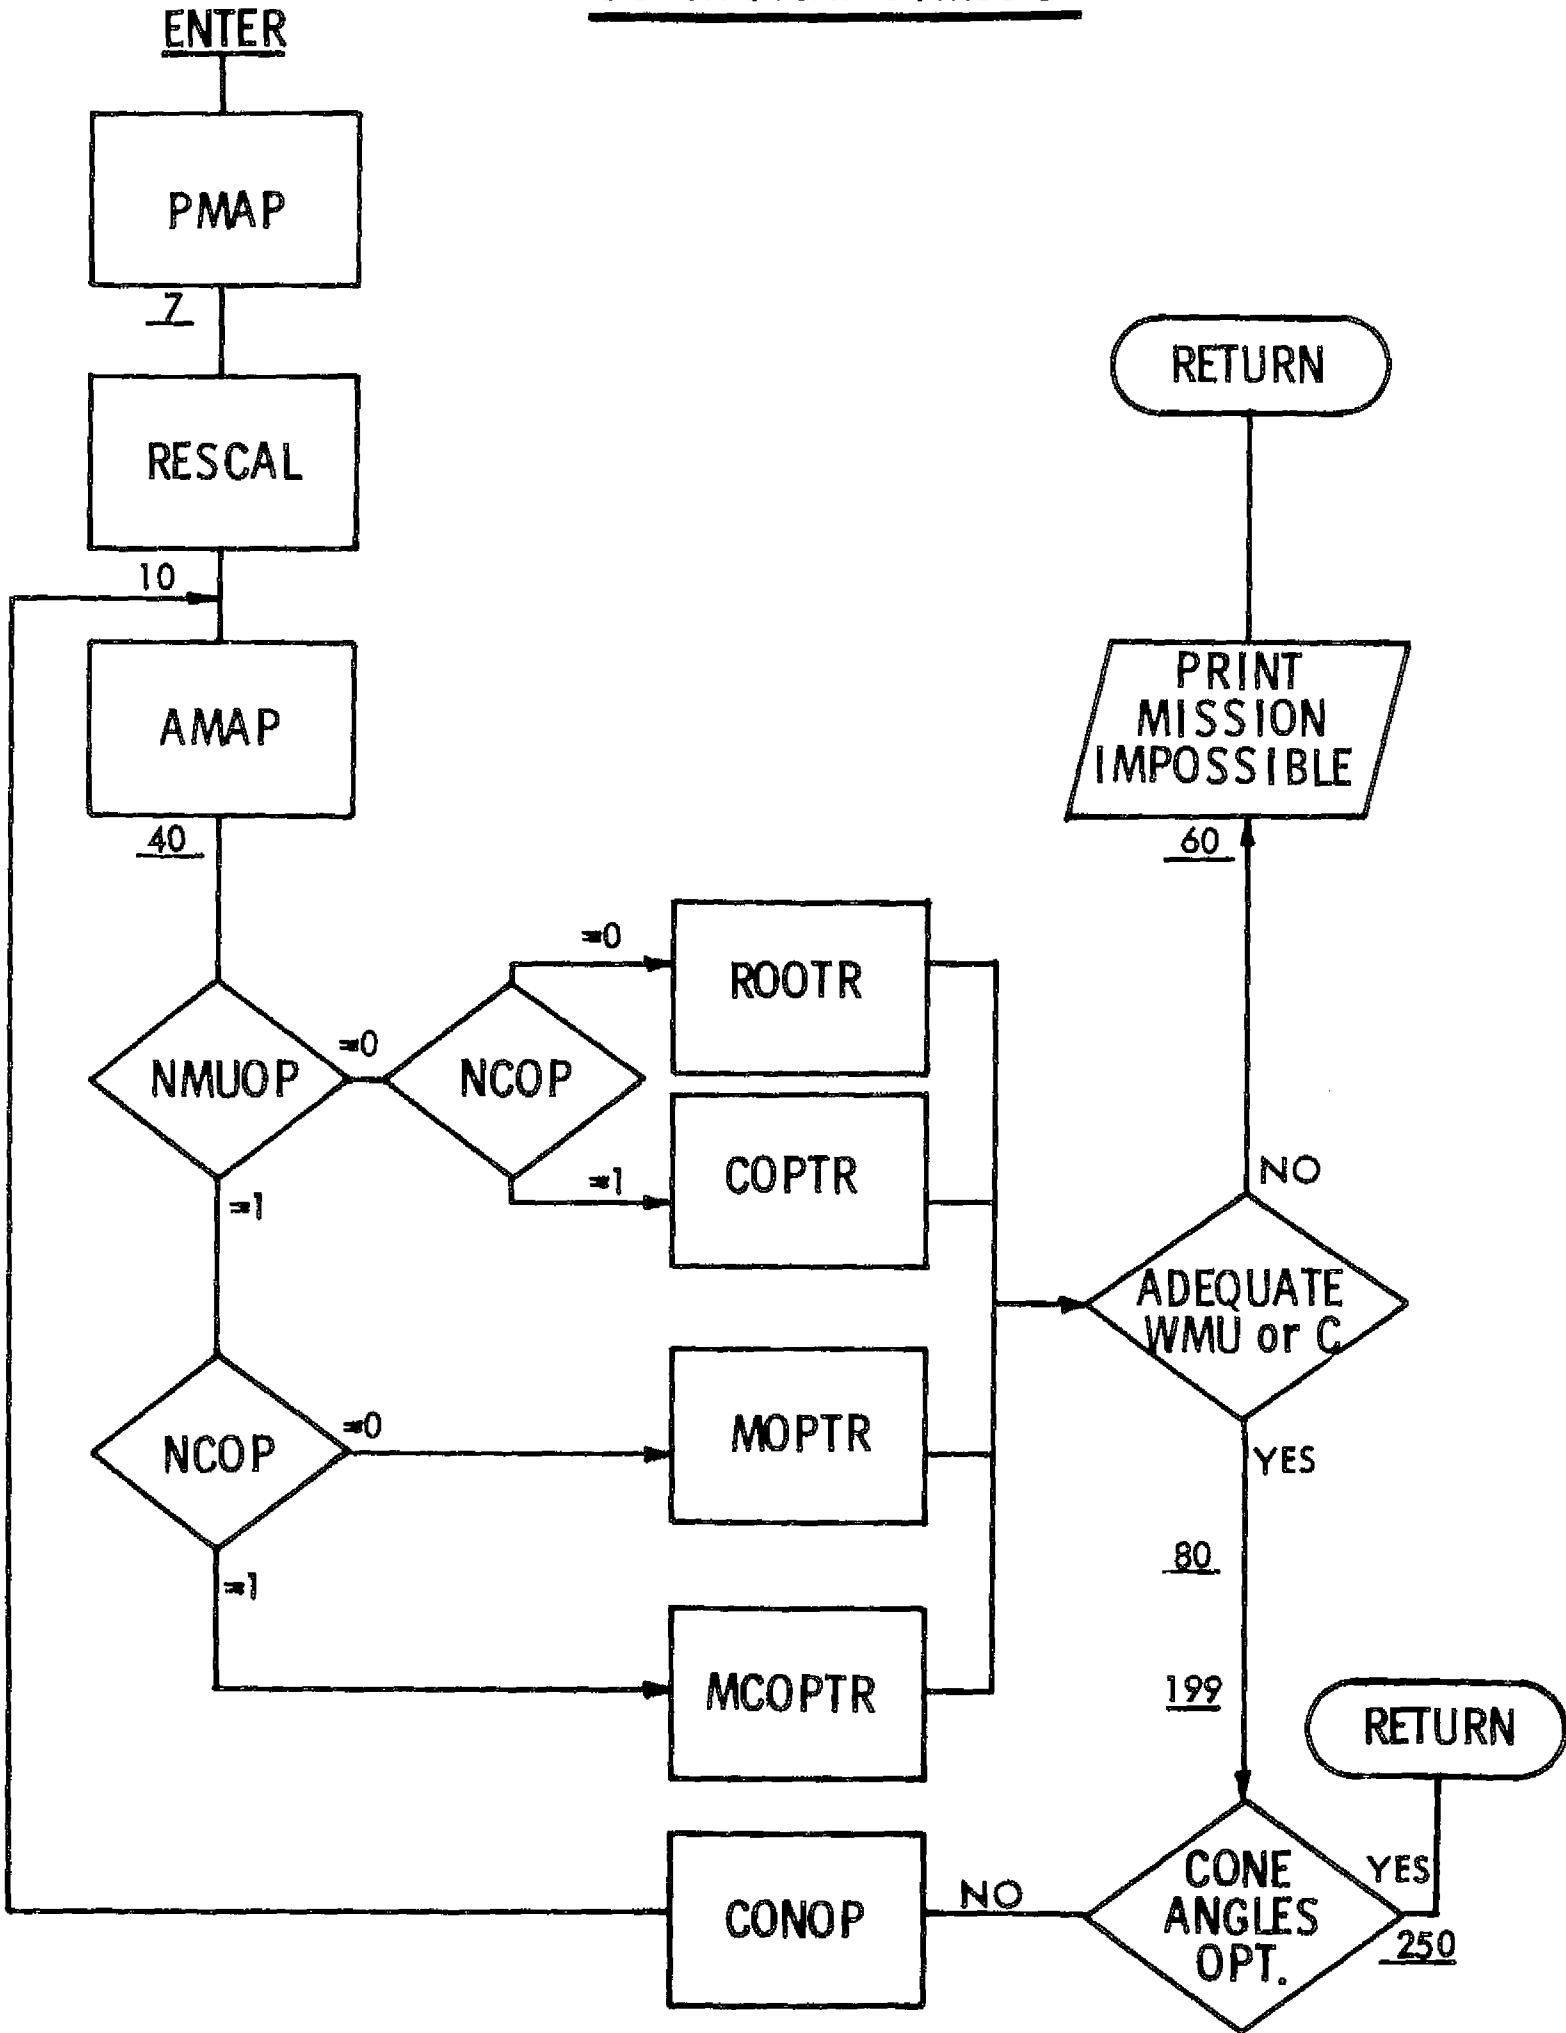 ENTER
PMAP
7
RESCAL
10
AMAP
40
NMUOP
=0
NCOP
=0
ROOTR
=1
COPTR
=1
NCOP
=0
MOPTR
=1
MCOPTR
ADEQUATE
WMU or C
NO
60
PRINT
MISSION
IMPOSSIBLE
RETURN
YES
80
199
CONE
ANGLES
OPT.
YES
250
RETURN
NO
CONOP